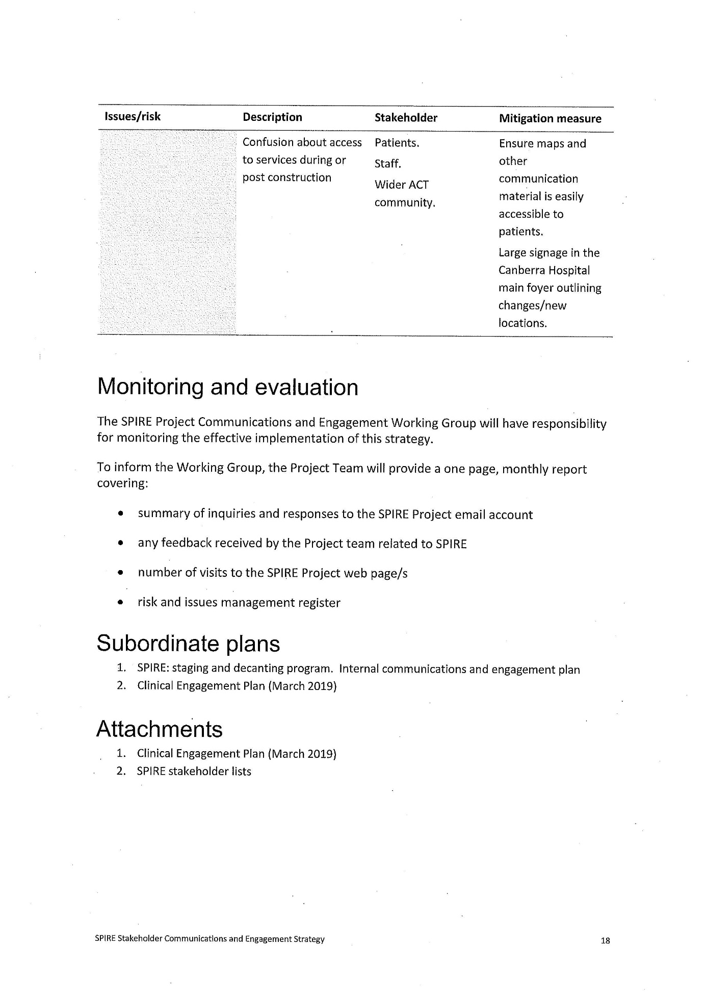 Issues/risk Description Stakeholder Mitigation measure
Confusion about access
to services during or
post construction
Patients.
Staff.
Wider ACT
community.
Ensure maps and
other
communication
material is easily
accessible to
patients.
Large signage in the
Canberra Hospital
main foyer outlining
changes/new
locations.
Monitoring and evaluation
The SPIRE Project Communications and Engagement Working Group will have responsibility
for monitoring the effective implementation of this strategy.
To inform the Working Group, the Project Team will provide a one page, monthly report
covering:
• summary of inquiries and responses to the SPIRE Project email account
• any feedback received by the Project team related to SPIRE
• number of visits to the SPIRE Project web page/s
• risk and issues management register
Subordinate plans
1. SPIRE: staging and decanting program. Internal communications and engagement plan
2. Clinical Engagement Plan (March 2019)
Attachments
1. Clinical Engagement Plan (March 2019)
2. SPIRE stakeholder lists
SPIRE Stakeholder Communications and Engagement Strategy 18